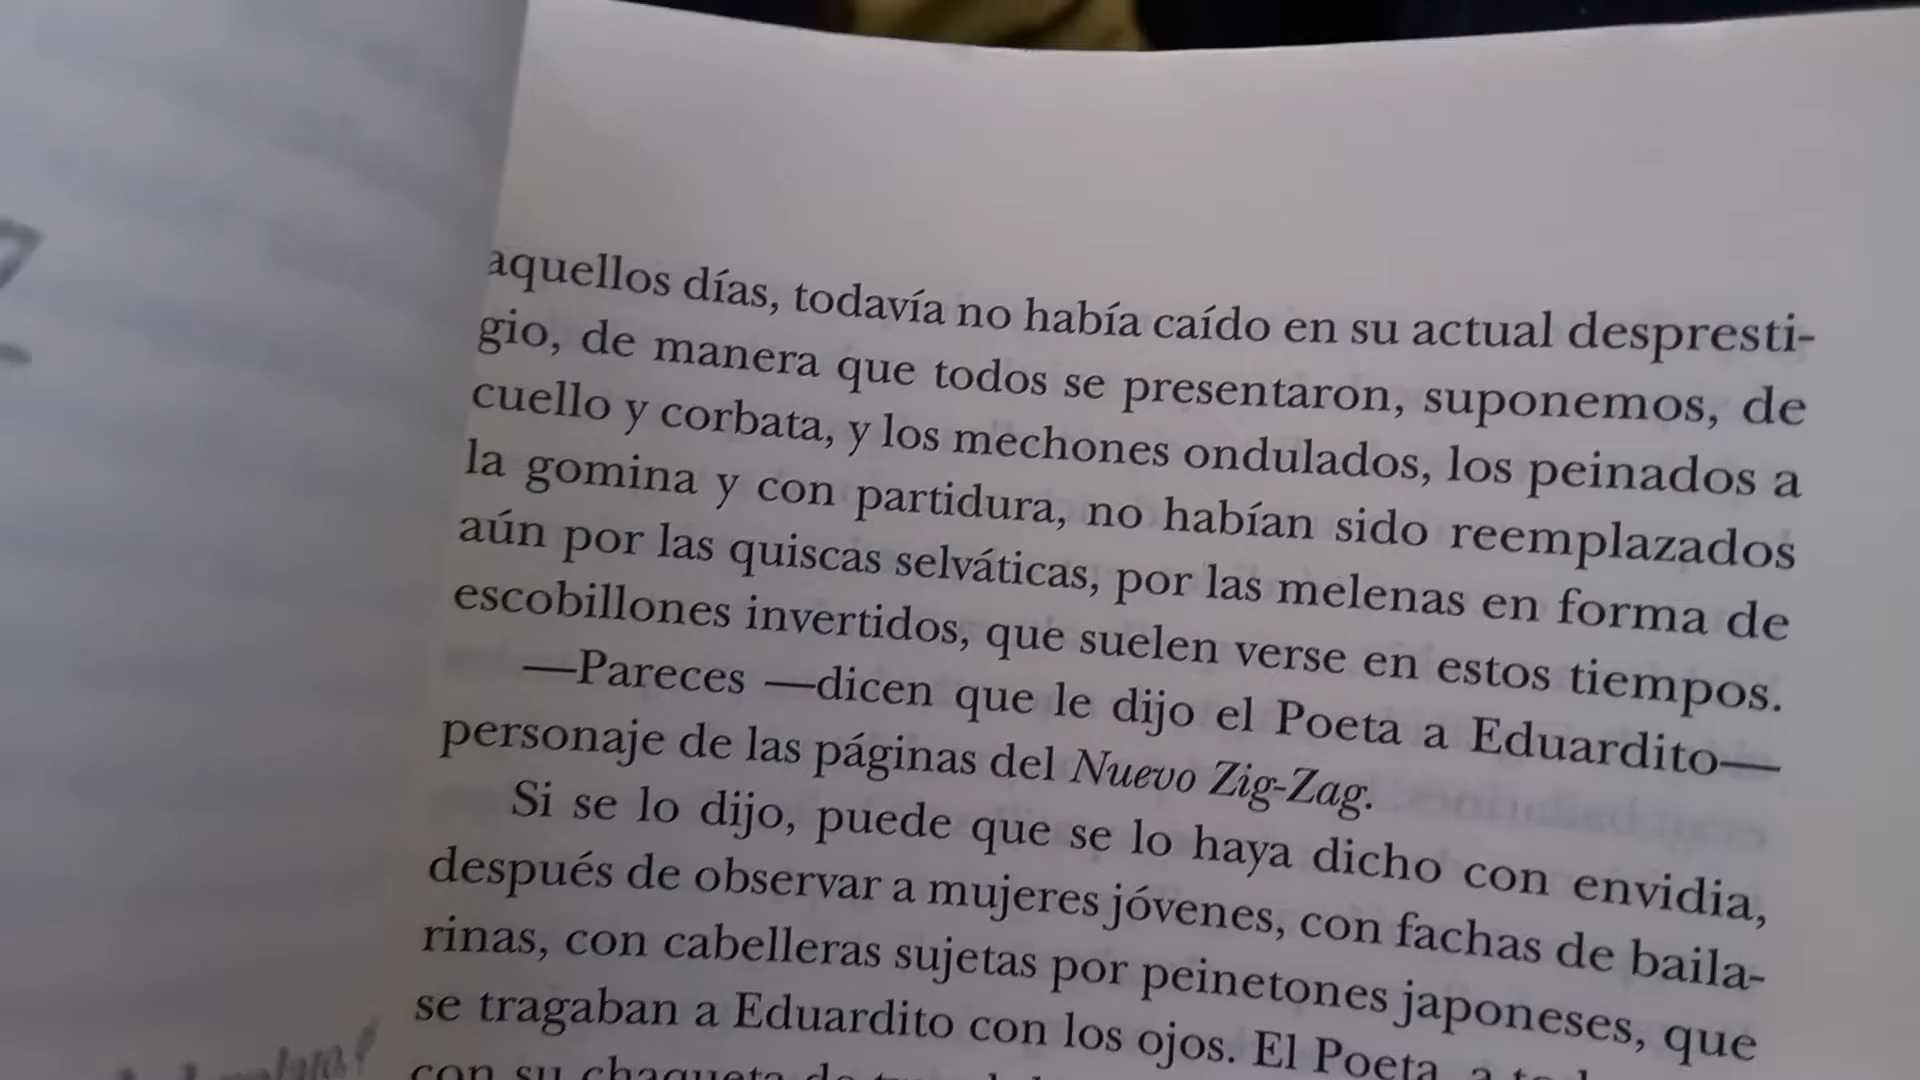 aquellos días, todavía no había caído en su actual despresti-
gio, de manera que todos se presentaron, suponemos, de
cuello y corbata, y los mechones ondulados, los peinados a
la gomina y con partidura, no habían sido reemplazados
aún por las quiscas selváticas, por las melenas en forma de
escobillones invertidos, que suelen verse en estos tiempos.
—Pareces —dicen que le dijo el Poeta a Eduardito—
personaje de las páginas del Nuevo Zig-Zag.
Si se lo dijo, puede que se lo haya dicho con envidia,
después de observar a mujeres jóvenes, con fachas de baila-
rinas, con cabelleras sujetas por peinetones japoneses, que
se tragaban a Eduardito con los ojos. El Poeta, a
con su chaqueta de